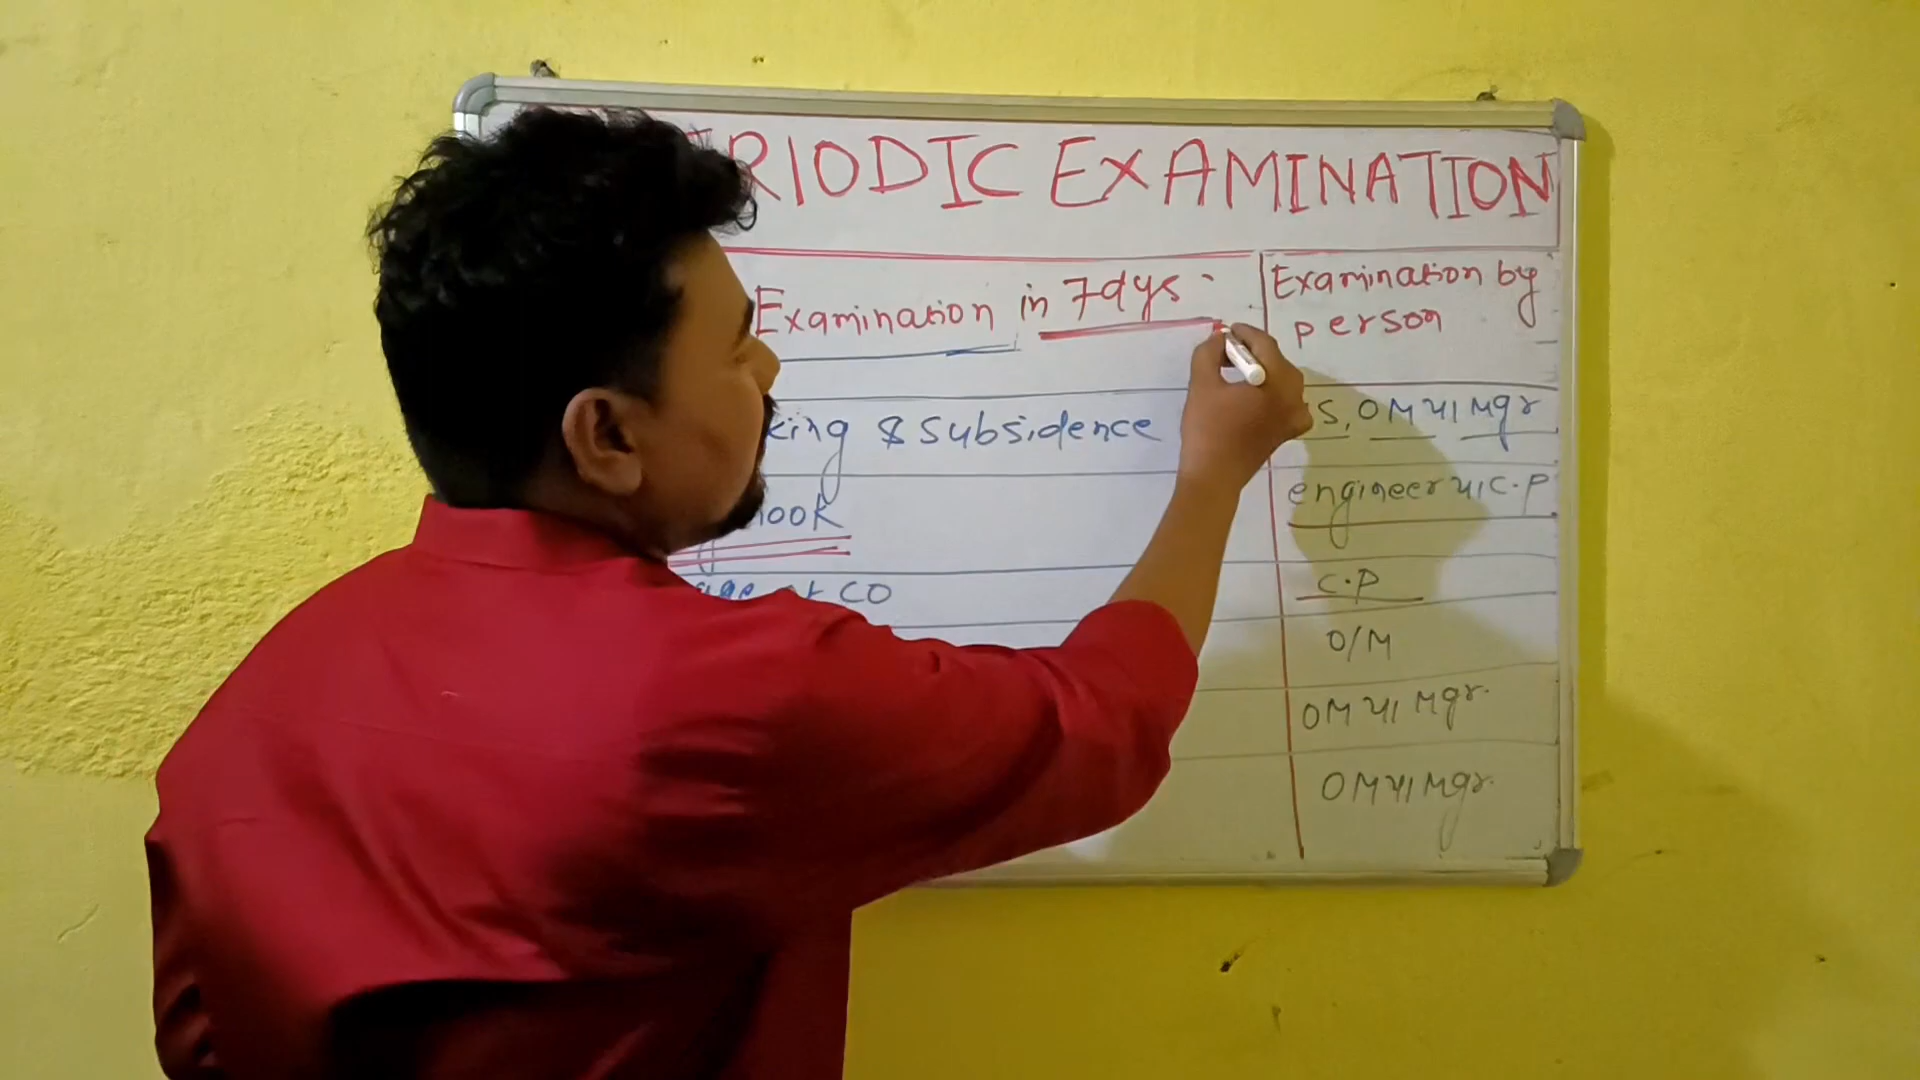 RIODIC EXAMINATION
Examination in 7dys
Examination by
person
king & subsidence
S, OM या Mgr
hook
engineer या C.P
CO
C.P
O/M
OM या Mgr.
OM या Mgr.